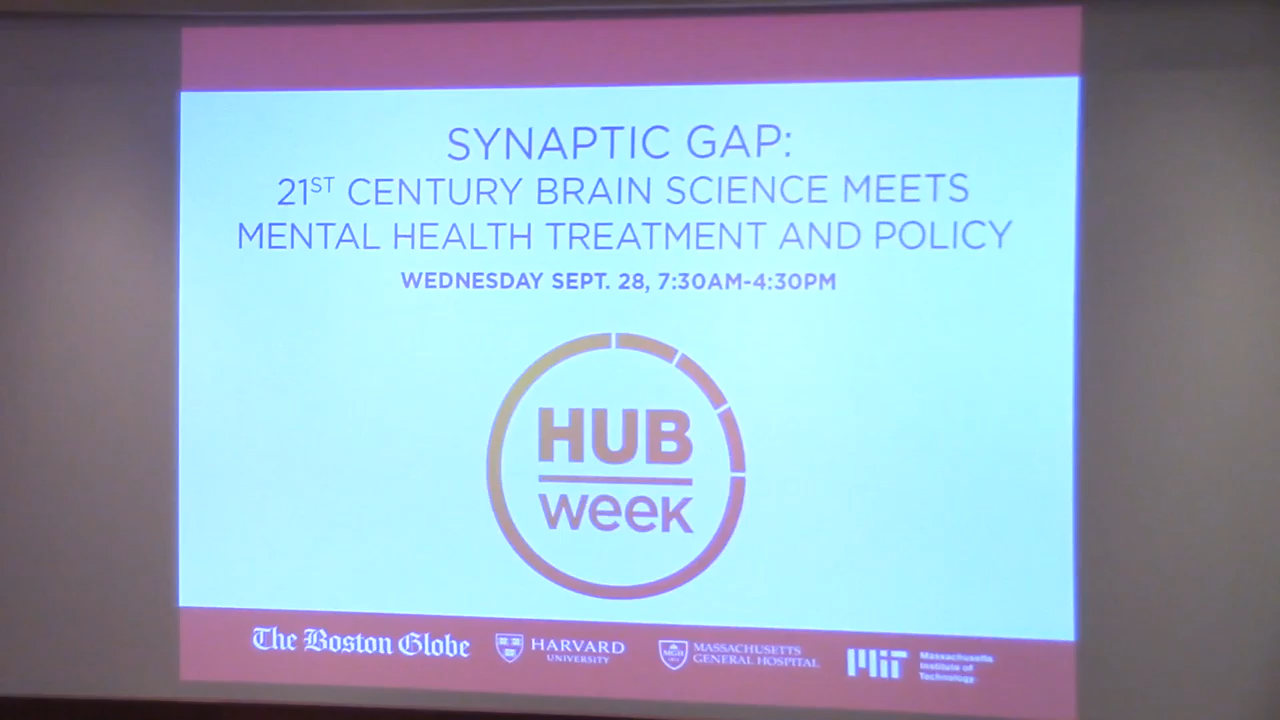 SYNAPTIC GAP:
21ST CENTURY BRAIN SCIENCE MEETS
MENTAL HEALTH TREATMENT AND POLICY
WEDNESDAY SEPT. 28, 7:30AM-4:30PM
HUB
week
The Boston Globe
HARVARD
UNIVERSITY
MGH
MASSACHUSETTS
GENERAL HOSPITAL
MIT
Massachusetts
Institute of
Technology